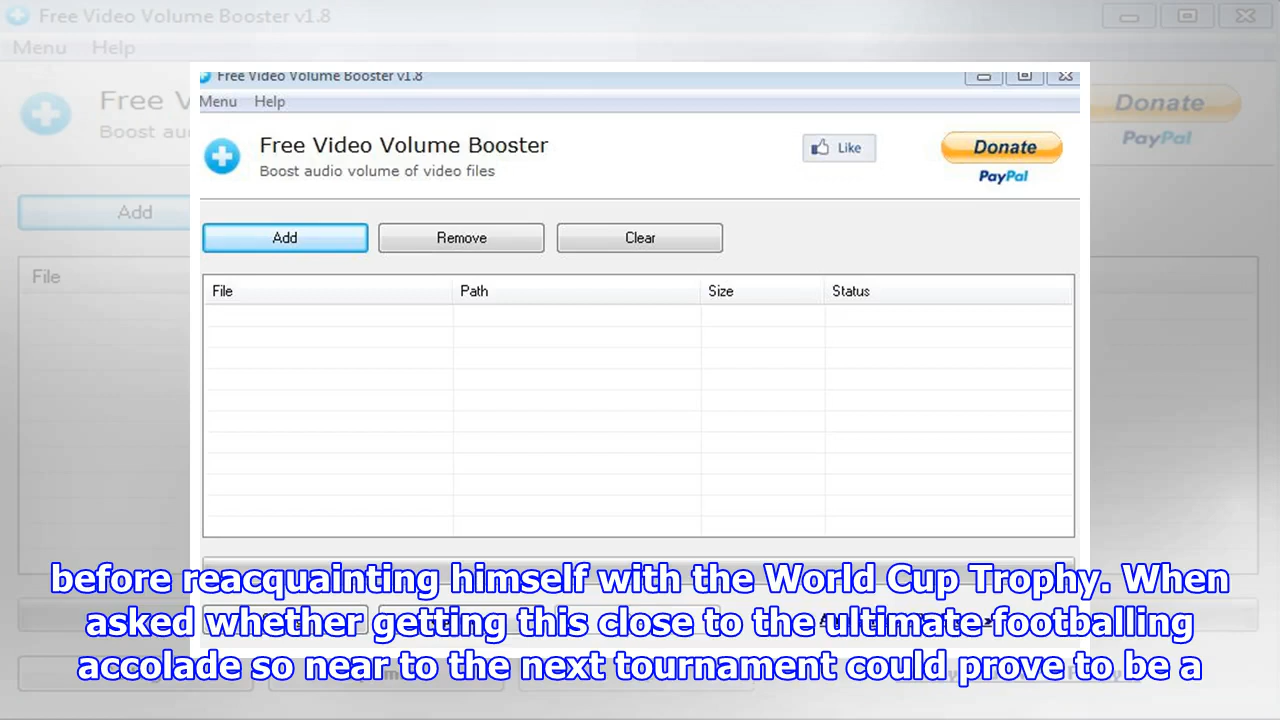 Free Video Volume Booster v1.8
Menu Help
Free V
Boost au
Donate
PayPal
Add
File
Free Video Volume Booster v1.8
Menu Help
Free Video Volume Booster
Boost audio volume of video files
Like
Donate
PayPal
Add Remove Clear
File Path Size Status
before reacquainting himself with the World Cup Trophy. When
asked whether getting this close to the ultimate footballing
accolade so near to the next tournament could prove to be a